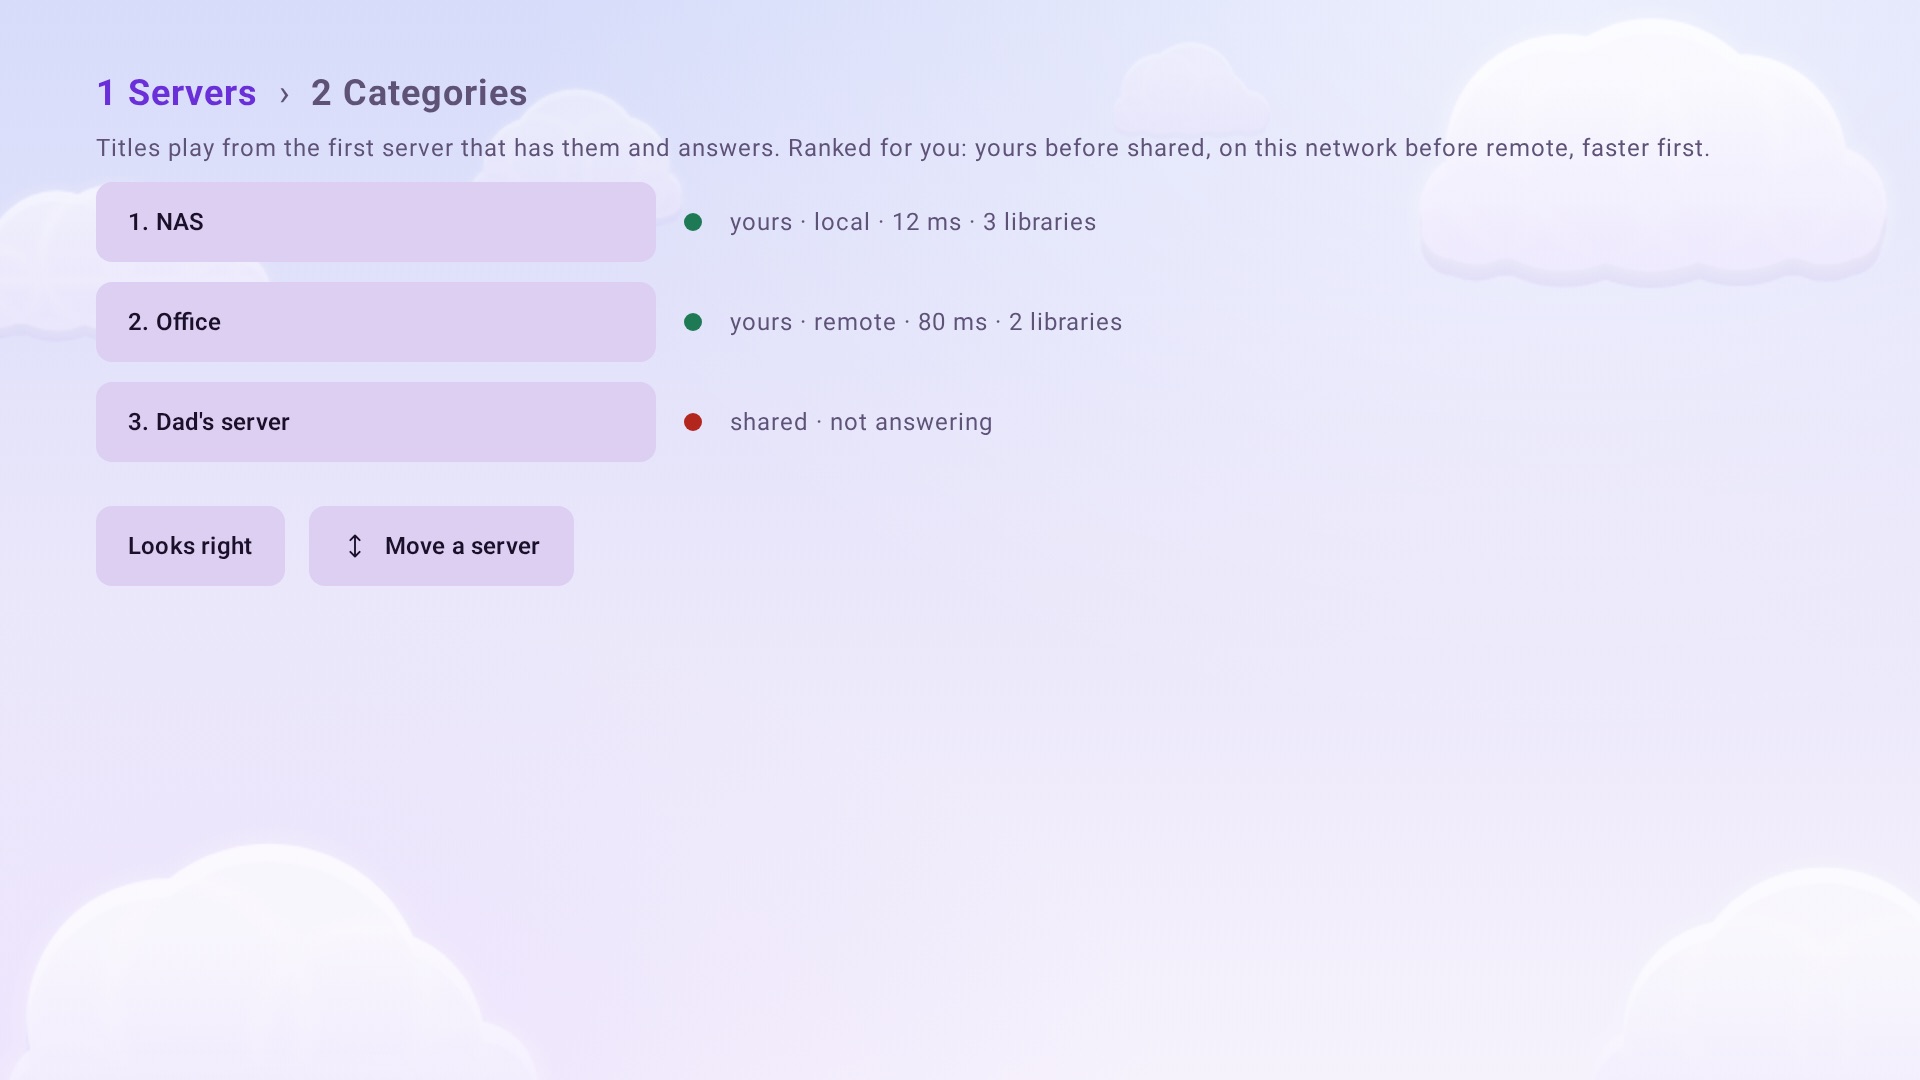 1 Servers › 2 Categories
Titles play from the first server that has them and answers. Ranked for you: yours before shared, on this network before remote, faster first.
1. NAS
yours · local · 12 ms · 3 libraries
2. Office
yours · remote · 80 ms · 2 libraries
3. Dad's server
shared · not answering
Looks right
↕ Move a server